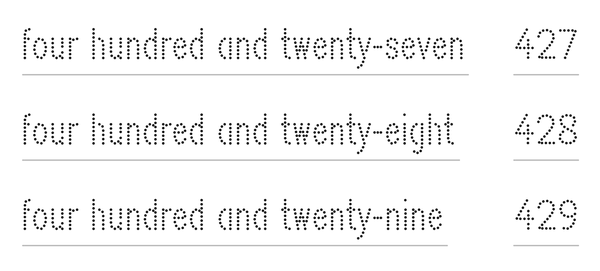 four hundred and twenty-seven 427
four hundred and twenty-eight 428
four hundred and twenty-nine 429